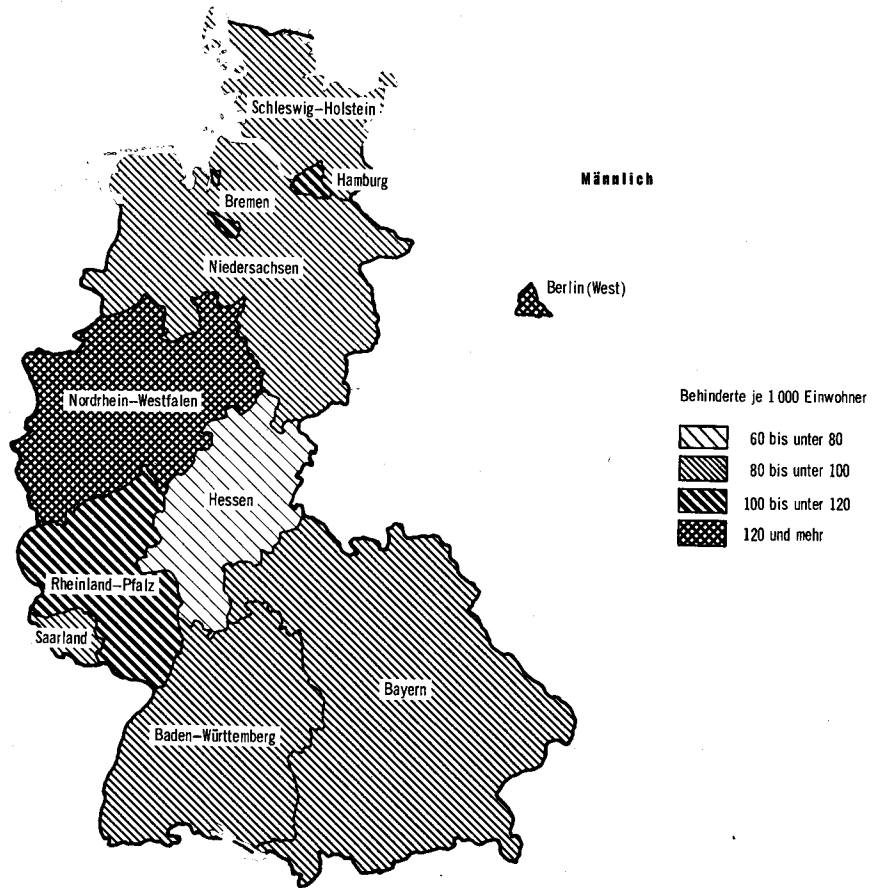 Schleswig-Holstein
Hamburg
Männlich
Bremen
Niedersachsen
Berlin (West)
Nordrhein-Westfalen
Behinderte je 1 000 Einwohner
60 bis unter 80
80 bis unter 100
Hessen
100 bis unter 120
120 und mehr
Rheinland-Pfalz
Saarland
Bayern
Baden-Württemberg